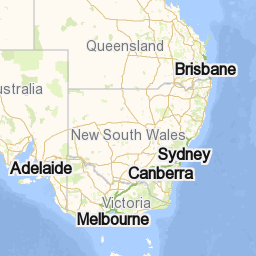 Queensland
Brisbane
ustralia
New South Wales
Sydney
Adelaide
Canberra
Victoria
Melbourne